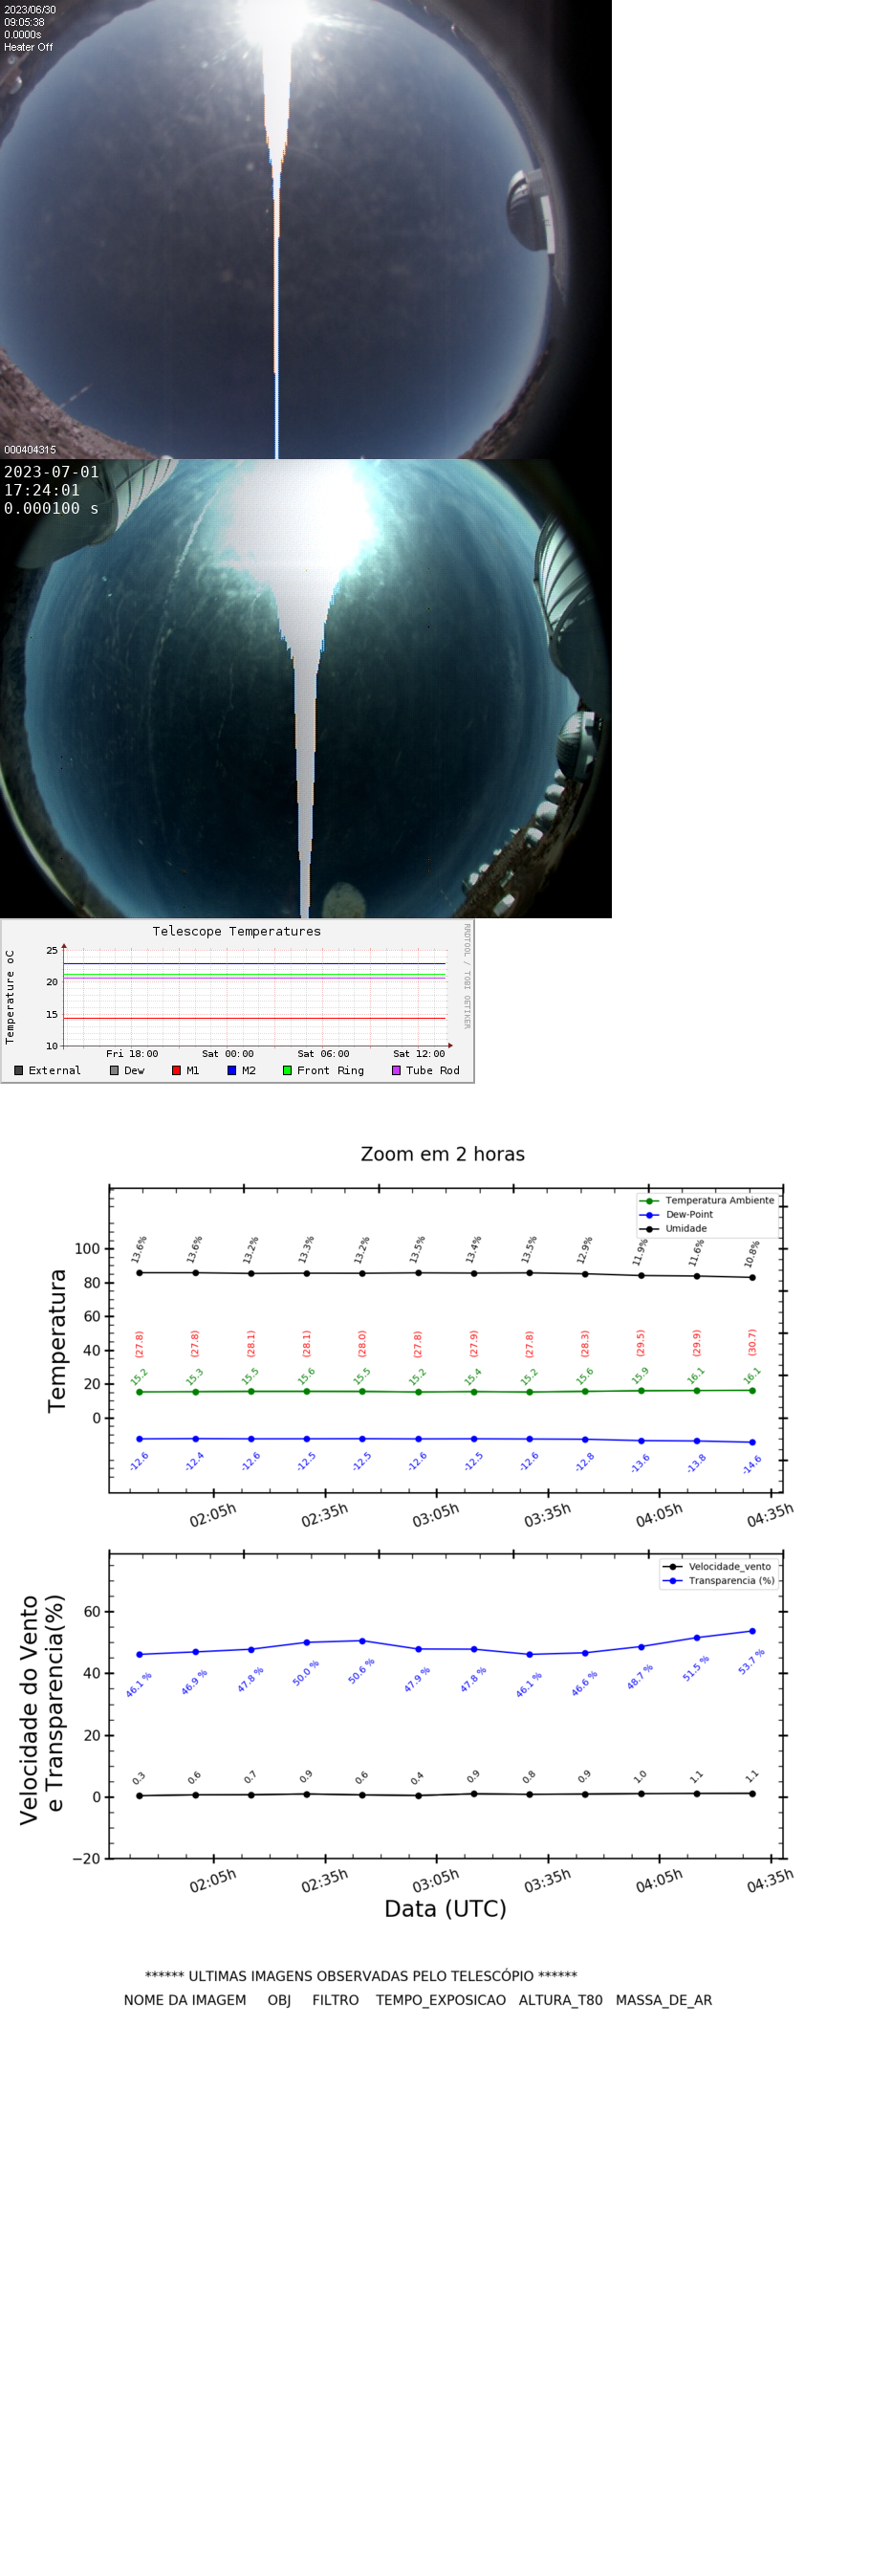 2023/06/30
09:05:38
0.0000s
Heater Off
000404315
2023-07-01
17:24:01
0.000100 s
Telescope Temperatures
RRDTOOL / TOBI OETIKER
Temperature oC
25
20
15
10
Fri 18:00 Sat 00:00 Sat 06:00 Sat 12:00
External Dew M1 M2 Front Ring Tube Rod
Zoom em 2 horas
Temperatura Ambiente
Dew-Point
Umidade
Temperatura
100
80
60
40
20
0
13.6% 13.6% 13.2% 13.3% 13.2% 13.5% 13.4% 13.5% 12.9% 11.9% 11.6% 10.8%
(27.8) (27.8) (28.1) (28.1) (28.0) (27.8) (27.9) (27.8) (28.3) (29.5) (29.9) (30.7)
15.2 15.3 15.5 15.6 15.5 15.2 15.4 15.2 15.6 15.9 16.1 16.1
-12.6 -12.4 -12.6 -12.5 -12.5 -12.6 -12.5 -12.6 -12.8 -13.6 -13.8 -14.6
02:05h 02:35h 03:05h 03:35h 04:05h 04:35h
Velocidade_vento
Transparencia (%)
Velocidade do Vento
e Transparencia(%)
60
40
20
0
−20
46.1 % 46.9 % 47.8 % 50.0 % 50.6 % 47.9 % 47.8 % 46.1 % 46.6 % 48.7 % 51.5 % 53.7 %
0.3 0.6 0.7 0.9 0.6 0.4 0.9 0.8 0.9 1.0 1.1 1.1
02:05h 02:35h 03:05h 03:35h 04:05h 04:35h
Data (UTC)
****** ULTIMAS IMAGENS OBSERVADAS PELO TELESCÓPIO ******
NOME DA IMAGEM OBJ FILTRO TEMPO_EXPOSICAO ALTURA_T80 MASSA_DE_AR